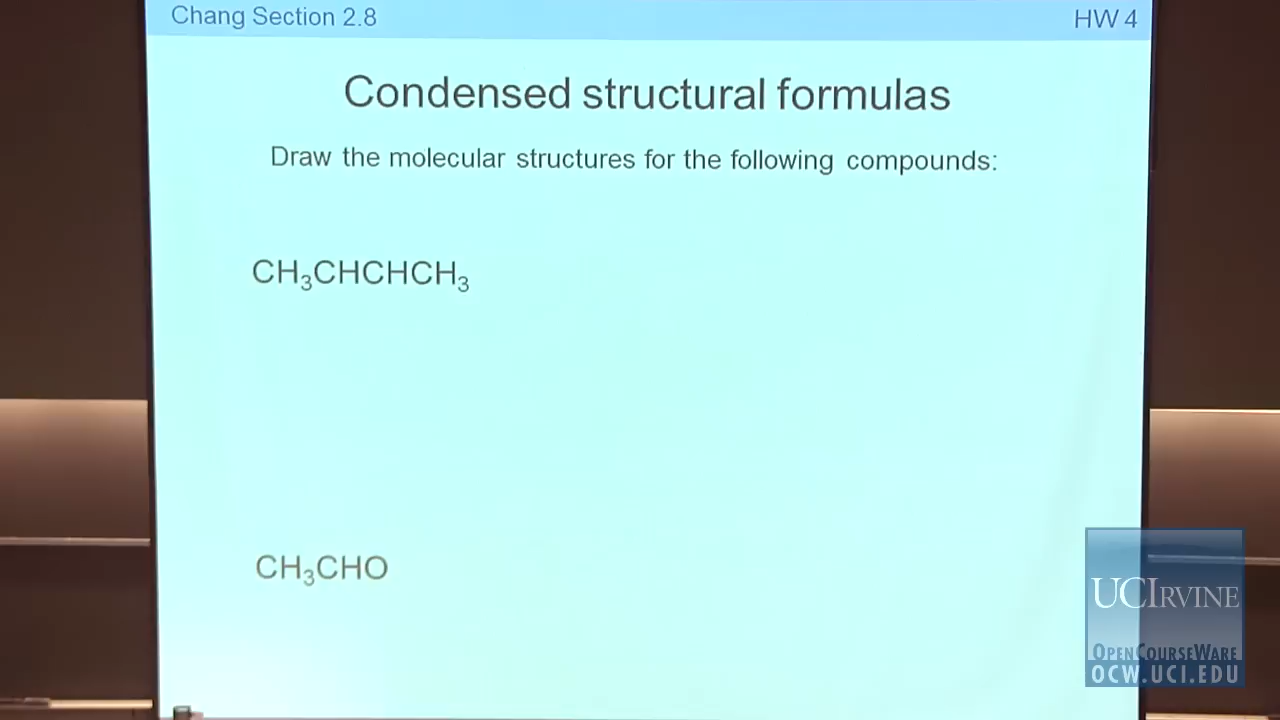 Chang Section 2.8
HW 4
Condensed structural formulas
Draw the molecular structures for the following compounds:
CH₃CHCHCH₃
CH₃CHO
UCIRVINE
OPENCOURSEWARE
OCW.UCI.EDU